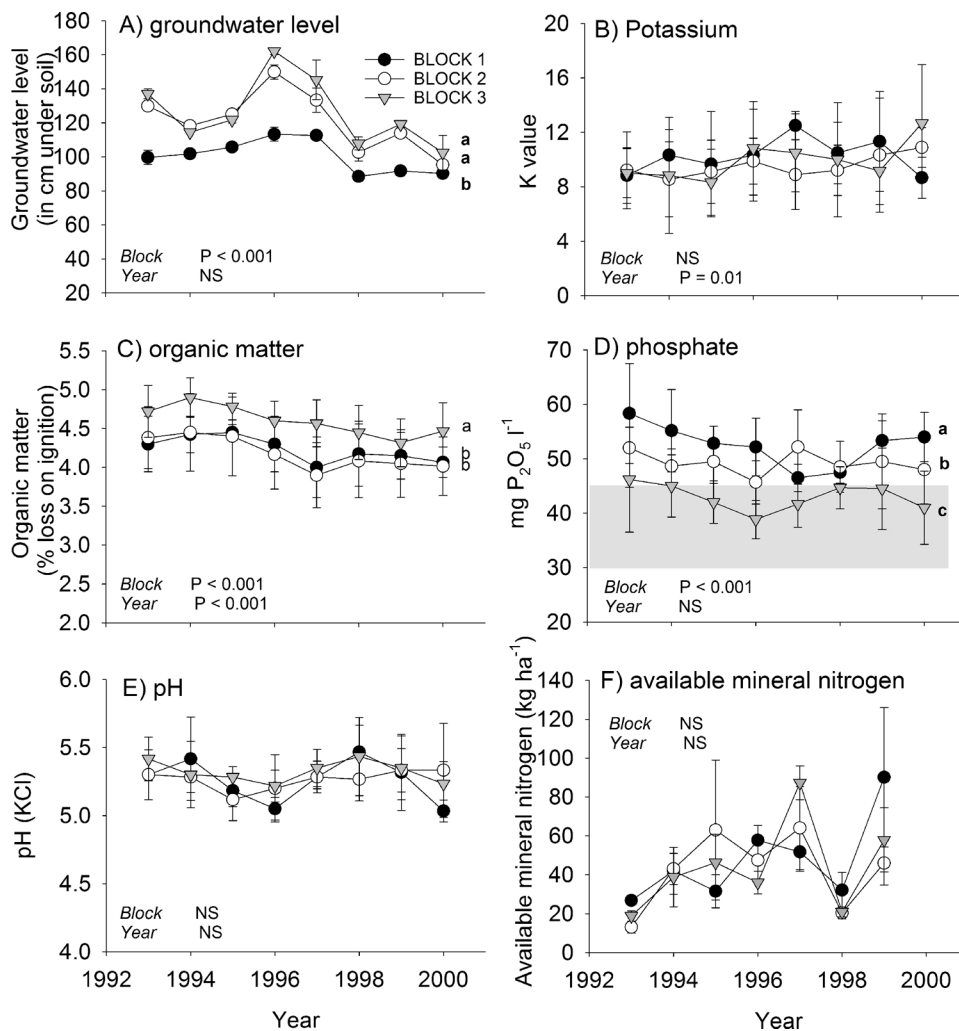 A) groundwater level
Groundwater level
(in cm under soil)
180
160
140
120
100
80
60
40
20
BLOCK 1
BLOCK 2
BLOCK 3
a
a
b
Block P < 0.001
Year NS
B) Potassium
K value
20
16
12
8
4
0
Block NS
Year P = 0.01
C) organic matter
Organic matter
(% loss on ignition)
5.5
5.0
4.5
4.0
3.5
3.0
2.5
2.0
a
b
b
Block P < 0.001
Year P < 0.001
D) phosphate
mg P₂O₅ l⁻¹
70
60
50
40
30
20
a
b
c
Block P < 0.001
Year NS
E) pH
pH (KCl)
6.0
5.5
5.0
4.5
4.0
Block NS
Year NS
1992 1994 1996 1998 2000
Year
F) available mineral nitrogen
Available mineral nitrogen (kg ha⁻¹)
140
120
100
80
60
40
20
0
Block NS
Year NS
1992 1994 1996 1998 2000
Year